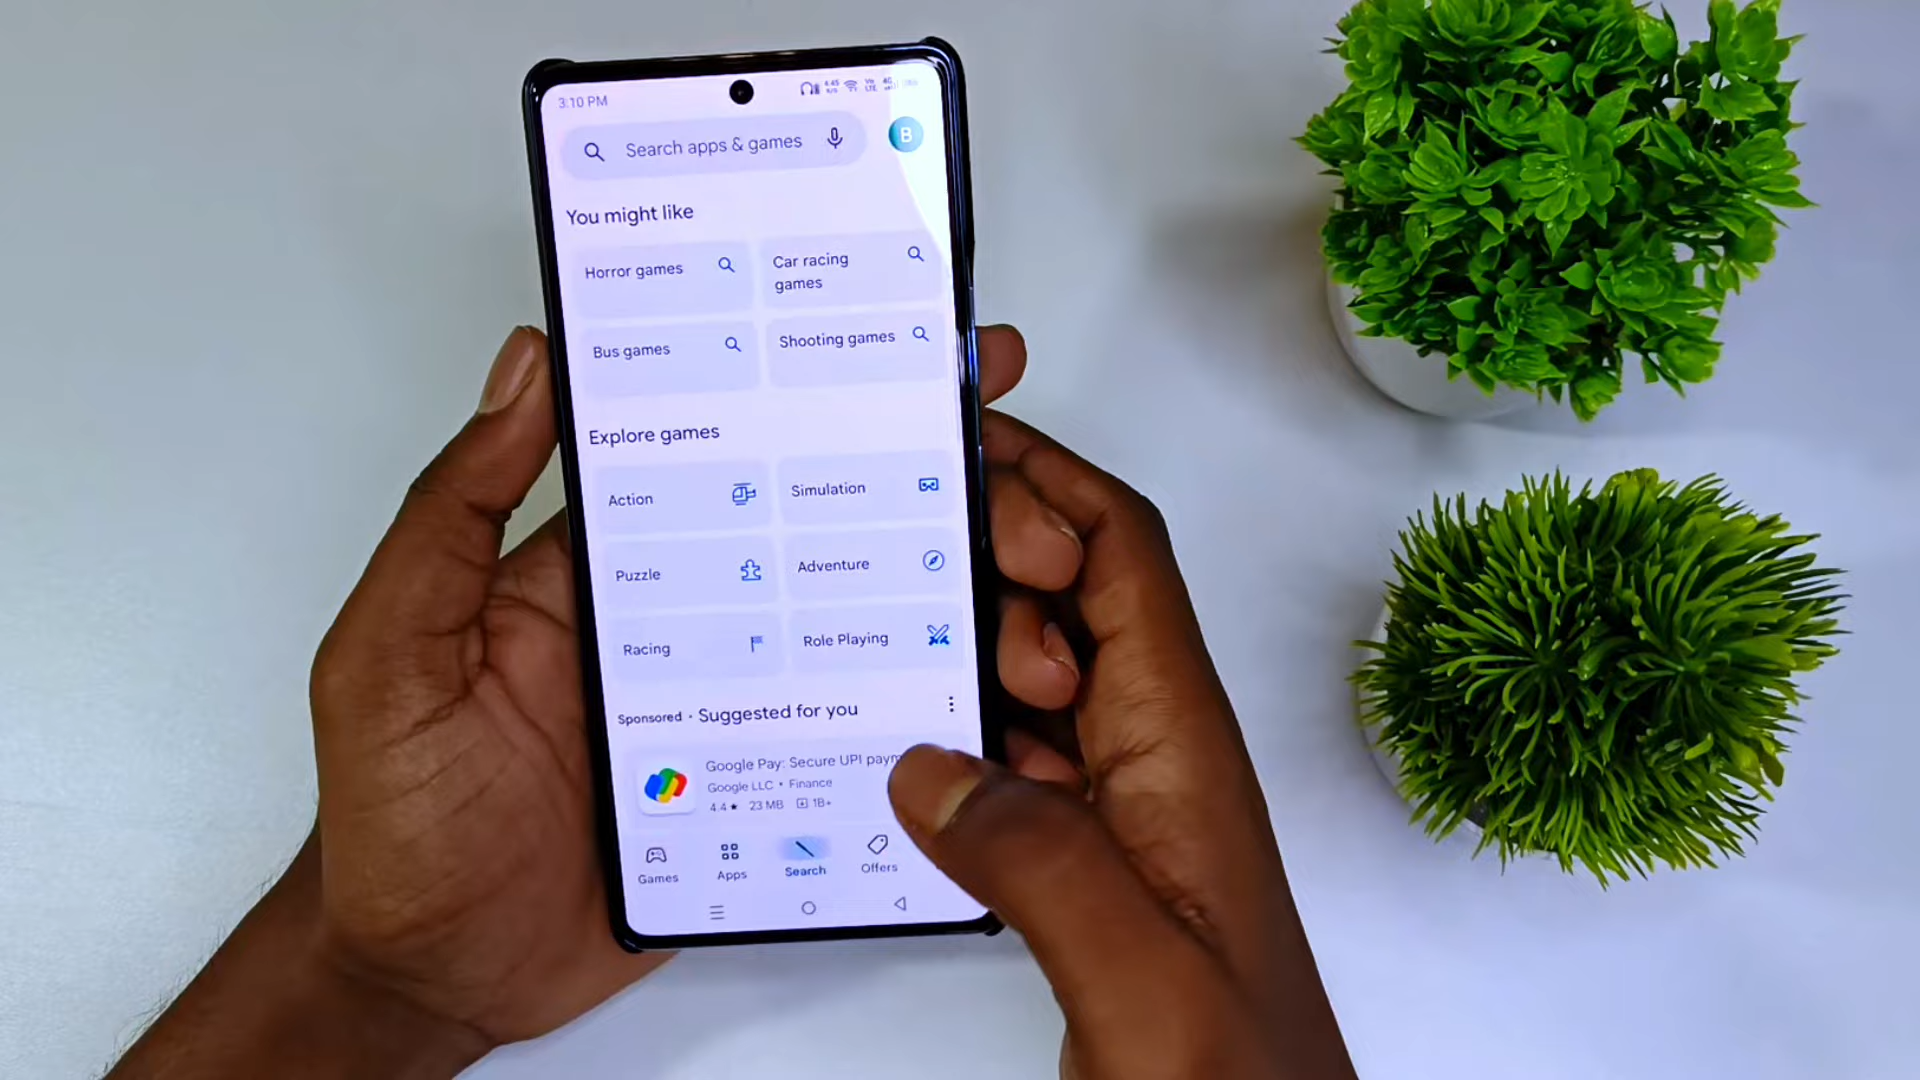 3:10 PM
Search apps & games
B
You might like
Horror games
Car racing
games
Bus games
Shooting games
Explore games
Action
Simulation
Puzzle
Adventure
Racing
Role Playing
Sponsored · Suggested for you
Google Pay: Secure UPI paym
Google LLC • Finance
4.4 ★ 23 MB 1B+
Games
Apps
Search
Offers